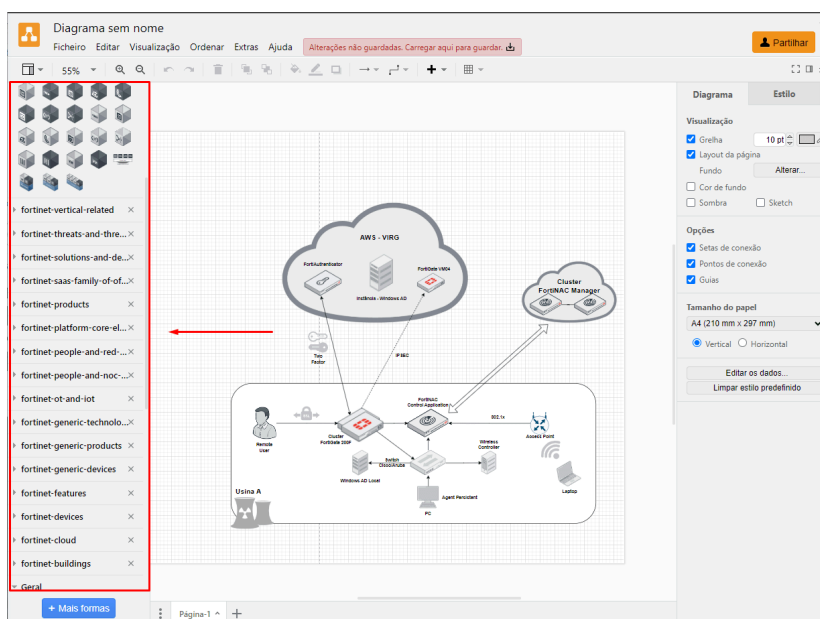 Diagrama sem nome
Ficheiro Editar Visualização Ordenar Extras Ajuda
Alterações não guardadas. Carregar aqui para guardar.
Partilhar
55%
fortinet-vertical-related
fortinet-threats-and-thre...
fortinet-solutions-and-de...
fortinet-saas-family-of-of...
fortinet-products
fortinet-platform-core-el...
fortinet-people-and-red-...
fortinet-people-and-noc-...
fortinet-ot-and-iot
fortinet-generic-technolo...
fortinet-generic-products
fortinet-generic-devices
fortinet-features
fortinet-devices
fortinet-cloud
fortinet-buildings
Geral
+ Mais formas
AWS - VIRG
FortiAuthenticator
FortiGate VM04
Instânsia - Windows AD
Cluster
FortiNAC Manager
Two
Factor
IPSEC
FortiNAC
Control Application
802.1x
Remote
User
Cluster
FortiGate 200F
Access Point
Wireless
Controller
Switch
Cloud/Aruba
Windows AD Local
Laptop
Usina A
Agent Persistent
PC
Página-1
Diagrama Estilo
Visualização
Grelha 10 pt
Layout da página
Fundo Alterar...
Cor de fundo
Sombra Sketch
Opções
Setas de conexão
Pontos de conexão
Guias
Tamanho do papel
A4 (210 mm x 297 mm)
Vertical Horizontal
Editar os dados...
Limpar estilo predefinido